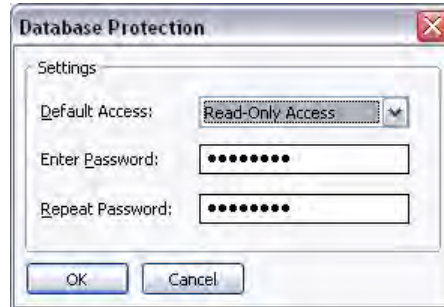 Database Protection
Settings
Default Access: Read-Only Access
Enter Password: ●●●●●●●●
Repeat Password: ●●●●●●●●
OK Cancel